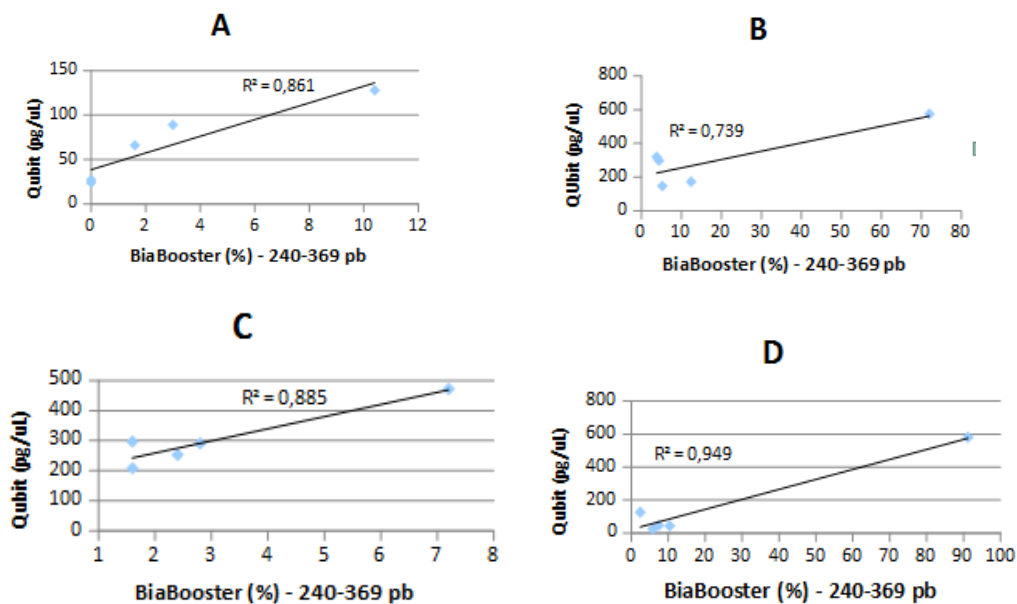 A
150
100
50
0
Qubit (pg/uL)
R² = 0,861
0 2 4 6 8 10 12
BiaBooster (%) - 240-369 pb
B
800
600
400
200
0
QUbit (pg/uL)
R² = 0,739
0 10 20 30 40 50 60 70 80
BiaBooster (%) - 240-369 pb
C
500
400
300
200
100
0
Qubit (pg/uL)
R² = 0,885
1 2 3 4 5 6 7 8
BiaBooster (%) - 240-369 pb
D
800
600
400
200
0
Qubit (pg/uL)
R² = 0,949
0 10 20 30 40 50 60 70 80 90 100
BiaBooster (%) - 240-369 pb